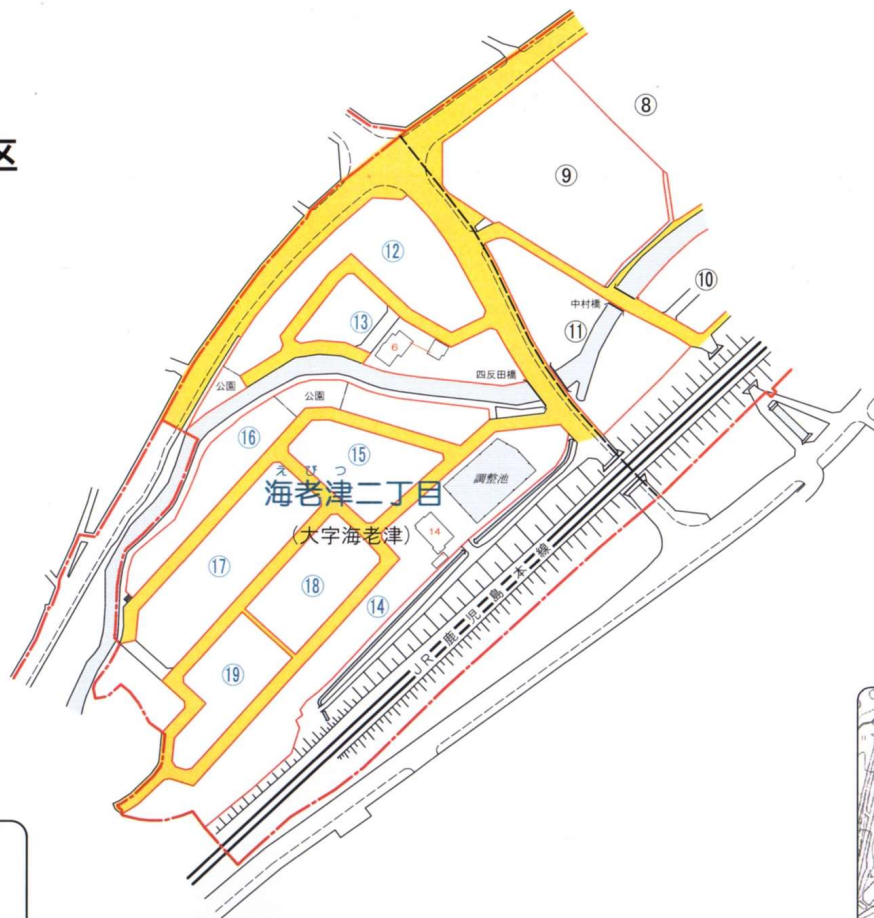 区
⑧
⑨
⑫
⑩
中村橋
⑬
⑪
6
四反田橋
公園
公園
⑯
⑮
えびつ
海老津二丁目
調整池
(大字海老津)
14
⑰
⑱
⑭
JR鹿児島本線
⑲